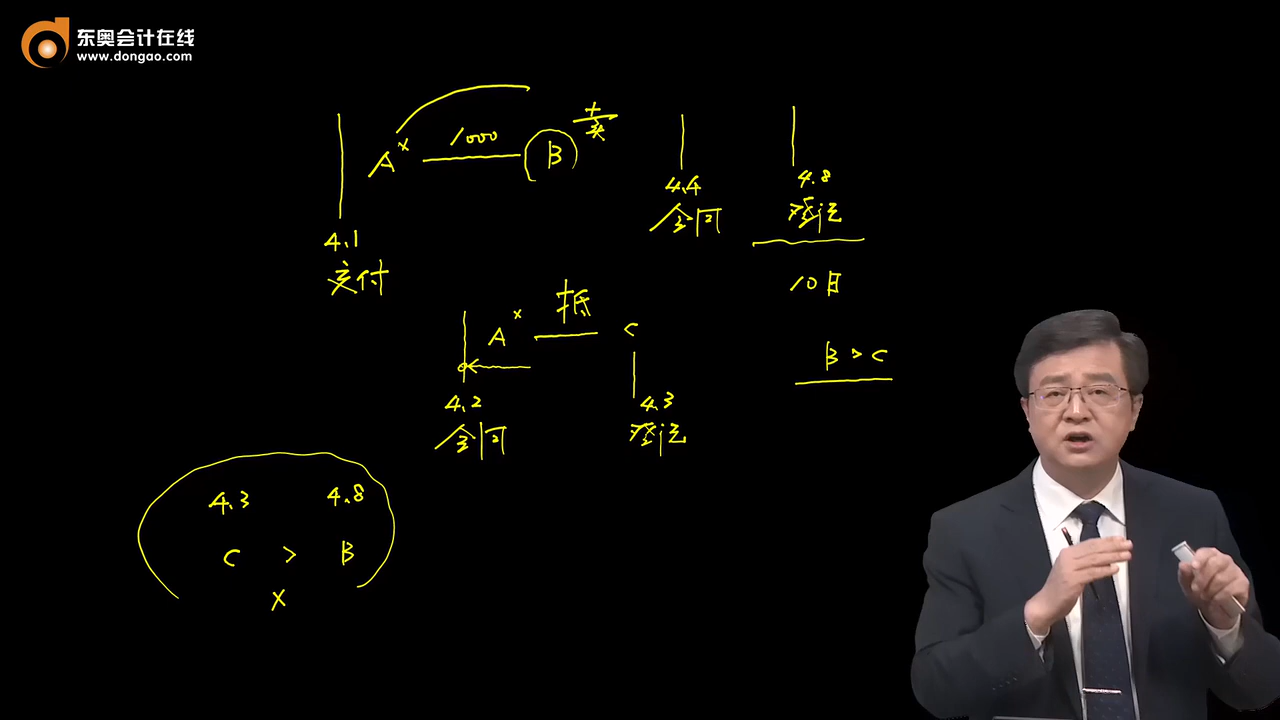 东奥会计在线
www.dongao.com
A× 1000 B 卖
4.1
交付
4.4
合同
4.8
登记
10日
A× 抵 C
4.2
合同
4.3
登记
B > C
4.3 4.8
C > B
×